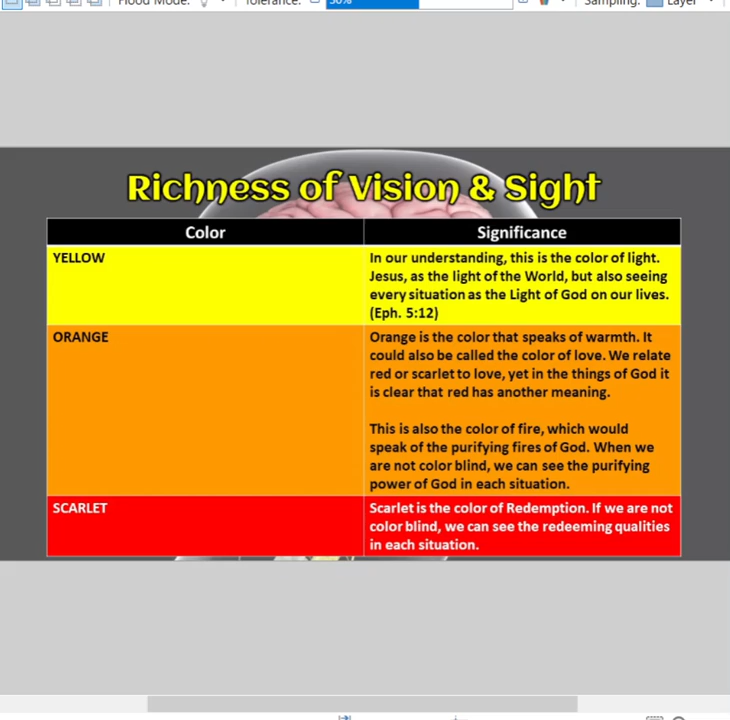 Flood Mode:
Tolerance:
30%
Sampling:
Layer
Richness of Vision & Sight
Color
Significance
YELLOW
In our understanding, this is the color of light.
Jesus, as the light of the World, but also seeing
every situation as the Light of God on our lives.
(Eph. 5:12)
ORANGE
Orange is the color that speaks of warmth. It
could also be called the color of love. We relate
red or scarlet to love, yet in the things of God it
is clear that red has another meaning.
This is also the color of fire, which would
speak of the purifying fires of God. When we
are not color blind, we can see the purifying
power of God in each situation.
SCARLET
Scarlet is the color of Redemption. If we are not
color blind, we can see the redeeming qualities
in each situation.